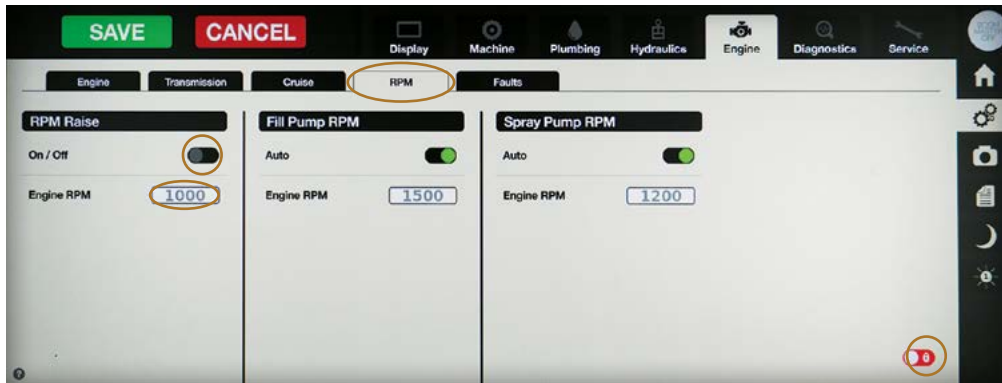 SAVE CANCEL
Display Machine Plumbing Hydraulics Engine Diagnostics Service
Engine Transmission Cruise RPM Faults
RPM Raise Fill Pump RPM Spray Pump RPM
On / Off Auto Auto
Engine RPM 1000 Engine RPM 1500 Engine RPM 1200